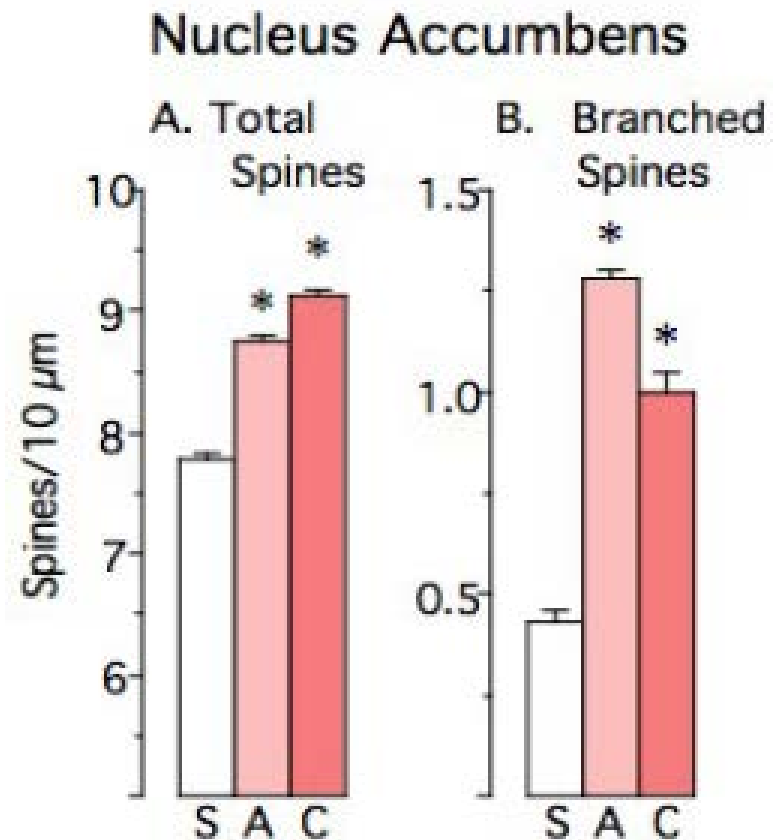 Nucleus Accumbens
A. Total
Spines
10
9
8
7
6
Spines/10 µm
*
*
S A C
B. Branched
Spines
1.5
1.0
0.5
*
*
S A C